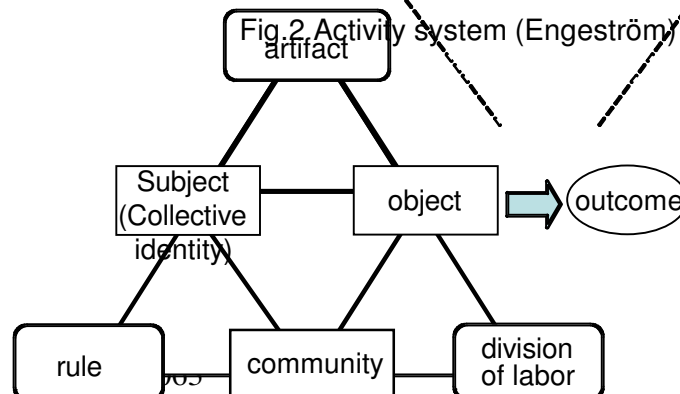 Fig.2 Activity system (Engeström)
artifact
Subject
(Collective
identity)
object
outcome
rule
community
division
of labor